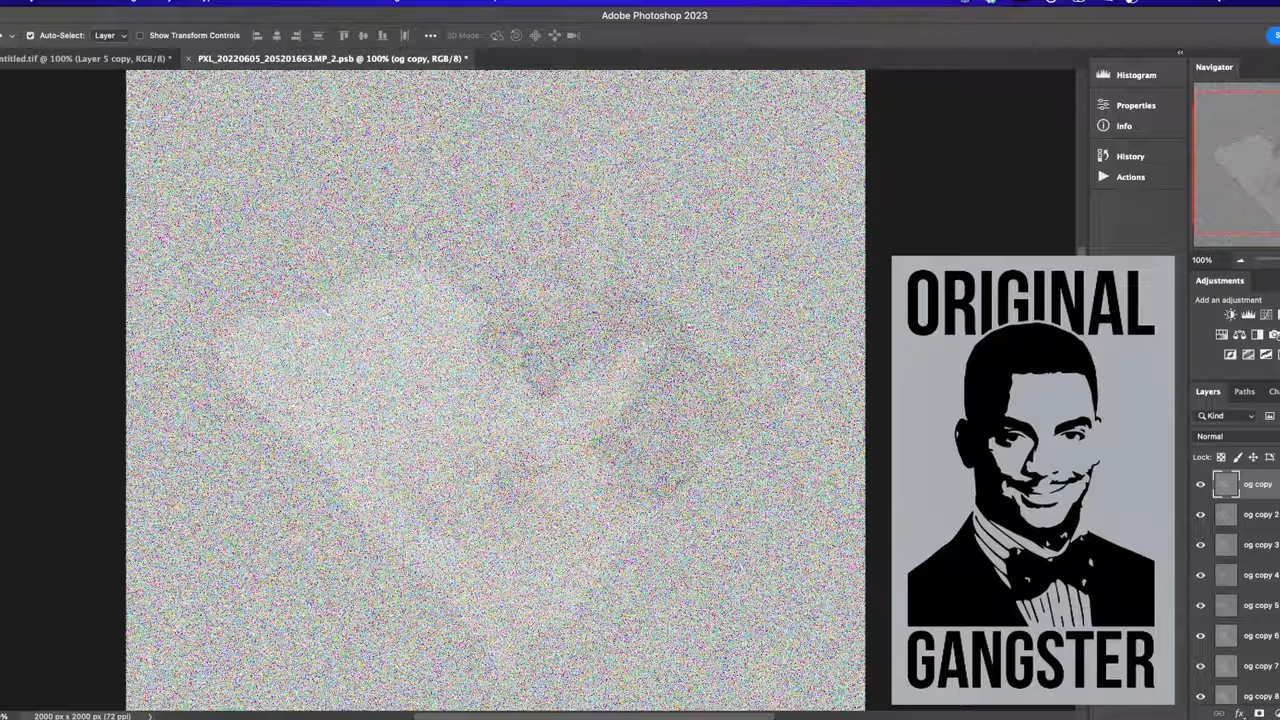 Adobe Photoshop 2023
Auto-Select: Layer Show Transform Controls 3D Mode:
ntitled.tif @ 100% (Layer 5 copy, RGB/8) * PXL_20220605_205201663.MP_2.psb @ 100% (og copy, RGB/8) *
Histogram
Properties
Info
History
Actions
Navigator
100%
Adjustments
Add an adjustment
Layers Paths Ch
Kind
Normal
Lock:
og copy
og copy 2
og copy 3
og copy 4
og copy 5
og copy 6
og copy 7
og copy 8
ORIGINAL
GANGSTER
2000 px x 2000 px (72 ppi)